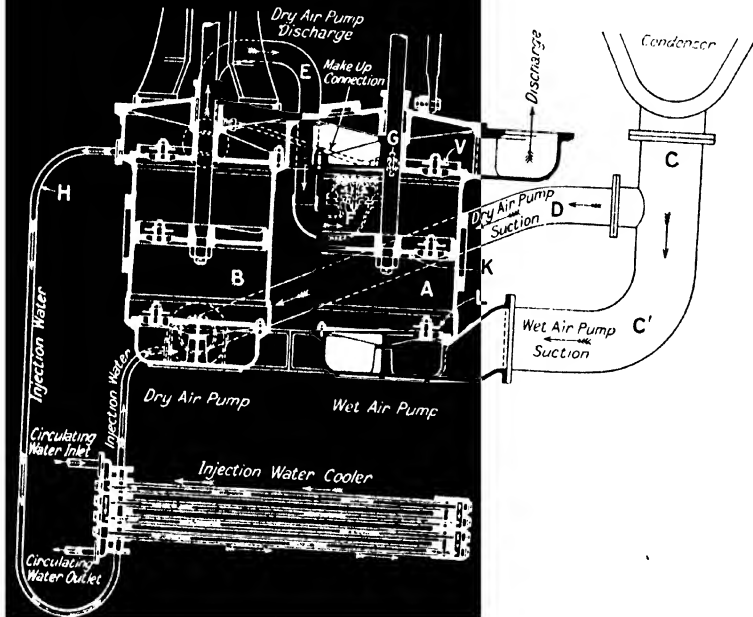 Dry Air Pump
Discharge
E
Make Up
Connection
Discharge
Condenser
G
V
C
H
Dry Air Pump
Suction
D
K
B
A
L
C'
Wet Air Pump
Suction
Injection Water
Injection Water
Dry Air Pump
Wet Air Pump
Circulating
Water Inlet
Injection Water Cooler
Circulating
Water Outlet